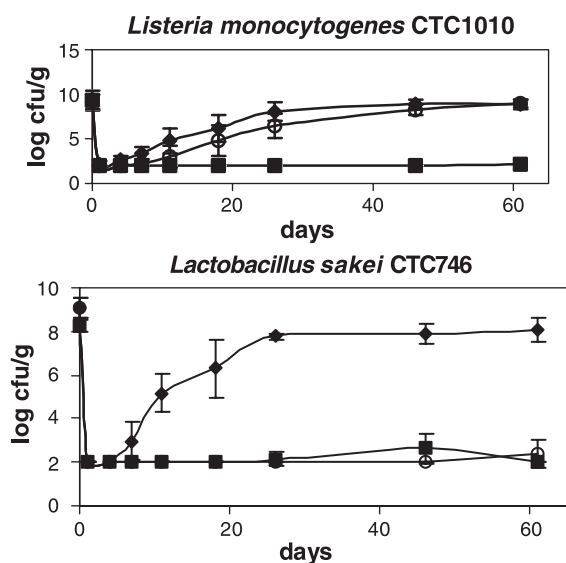 Listeria monocytogenes CTC1010
15
10
5
0
log cfu/g
0 20 40 60
days
Lactobacillus sakei CTC746
10
8
6
4
2
0
log cfu/g
0 20 40 60
days